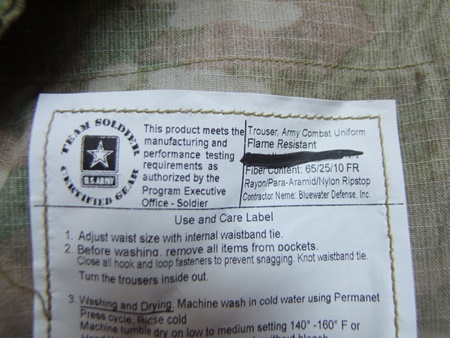 TEAM SOLDIER
CERTIFIED GEAR
U.S. ARMY
This product meets the
manufacturing and
performance testing
requirements as
authorized by the
Program Executive
Office - Soldier
Trouser, Army Combat Uniform
Flame Resistant
Fiber Content: 65/25/10 FR
Rayon/Para-Aramid/Nylon Ripstop
Contractor Name: Bluewater Defense, Inc.
Use and Care Label
1. Adjust waist size with internal waistband tie.
2. Before washing, remove all items from pockets.
Close all hook and loop fasteners to prevent snagging. Knot waistband tie.
Turn the trousers inside out.
3. Washing and Drying. Machine wash in cold water using Permanet
Press cycle. Rinse cold
Machine tumble dry on low to medium setting 140° -160° F or
without bleach